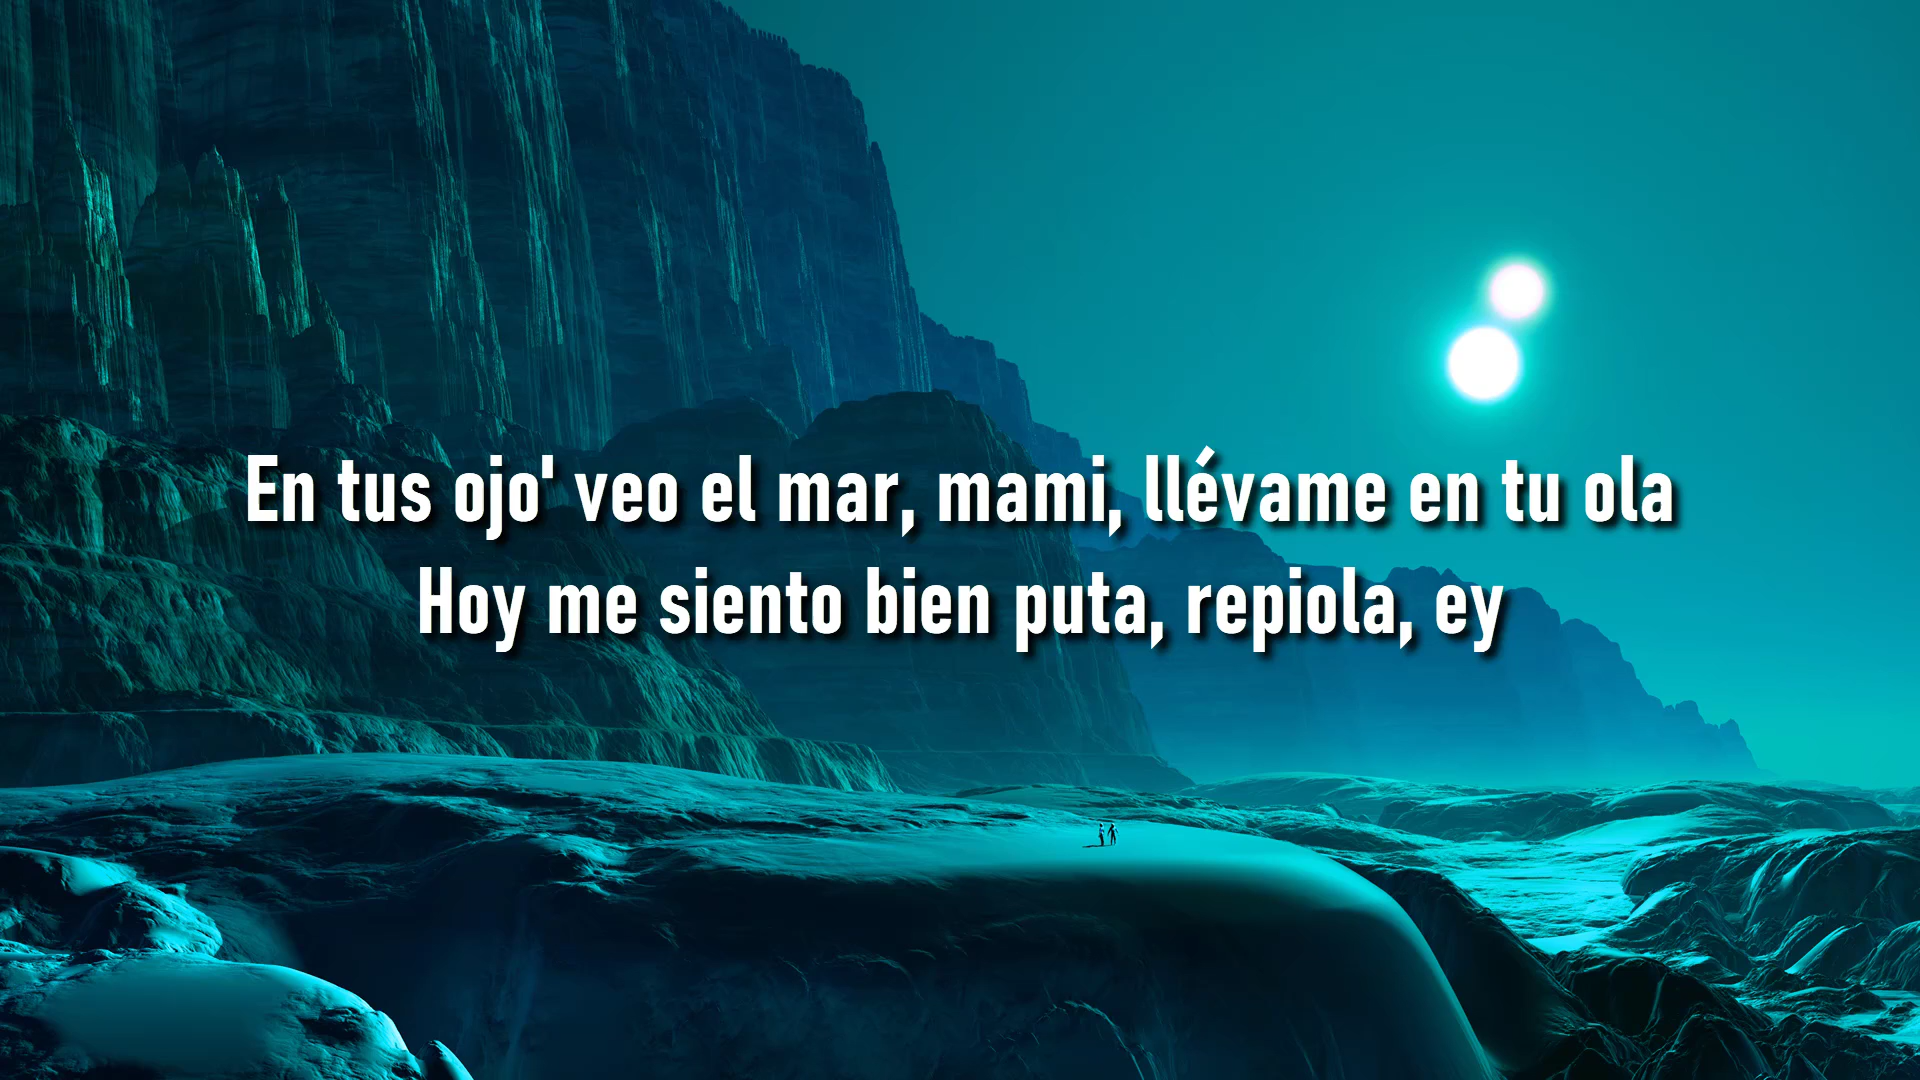 En tus ojo' veo el mar, mami, llévame en tu ola
Hoy me siento bien puta, repiola, ey